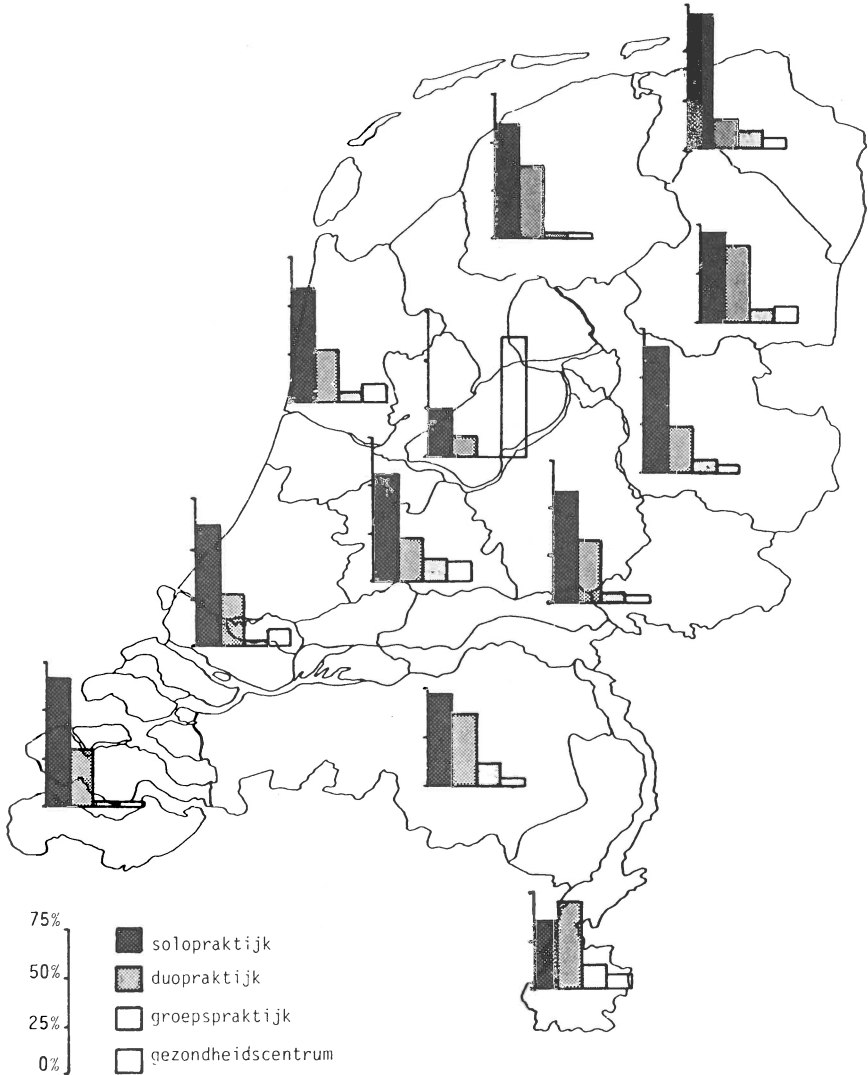 75%
50%
25%
0%
solopraktijk
duopraktijk
groepspraktijk
gezondheidscentrum